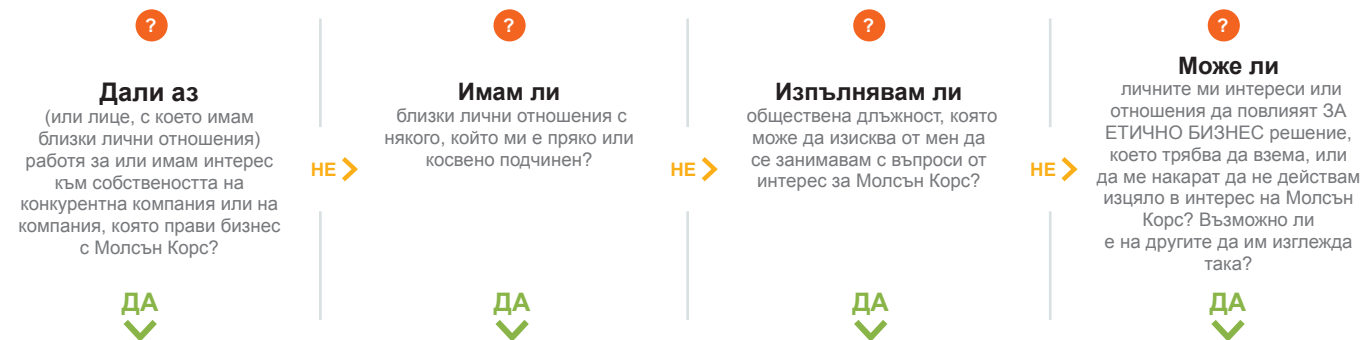 ?
Дали аз
(или лице, с което имам
близки лични отношения)
работя за или имам интерес
към собствеността на
конкурентна компания или на
компания, която прави бизнес
с Молсън Корс?
ДА
НЕ
?
Имам ли
близки лични отношения с
някого, който ми е пряко или
косвено подчинен?
ДА
НЕ
?
Изпълнявам ли
обществена длъжност, която
може да изисква от мен да
се занимавам с въпроси от
интерес за Молсън Корс?
ДА
НЕ
?
Може ли
личните ми интереси или
отношения да повлияят ЗА
ЕТИЧНО БИЗНЕС решение,
което трябва да взема, или
да ме накарат да не действам
изцяло в интерес на Молсън
Корс? Възможно ли
е на другите да им изглежда
така?
ДА